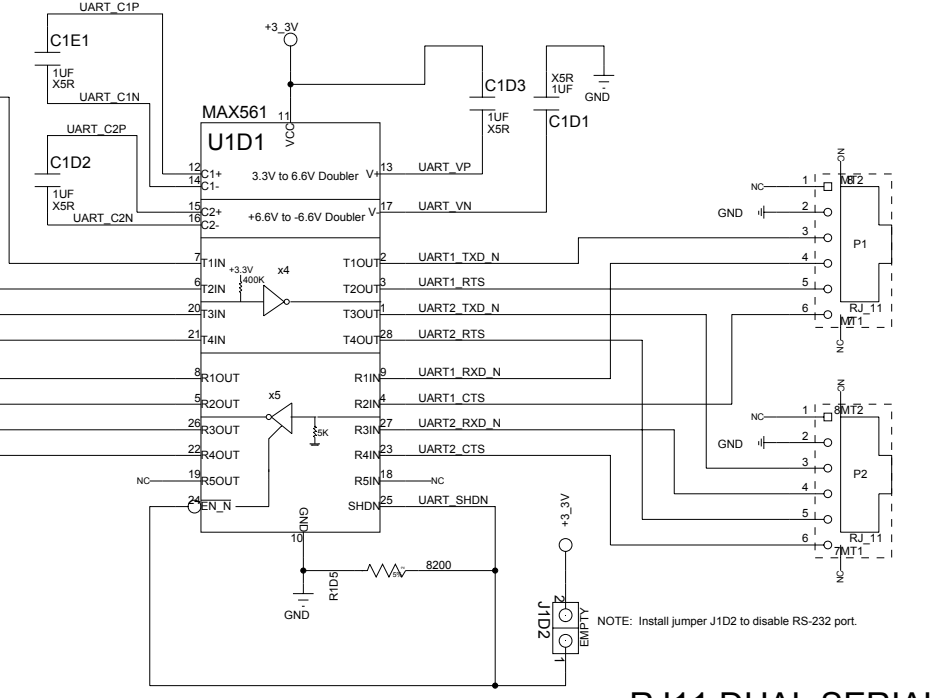 UART_C1P
C1E1
1UF
X5R
UART_C1N
UART_C2P
C1D2
1UF
X5R
UART_C2N
+3_3V
MAX561
11
VCC
U1D1
C1D3
1UF
X5R
X5R
1UF
C1D1
GND
12
C1+
14
C1-
3.3V to 6.6V Doubler
V+
13
UART_VP
15
C2+
16
C2-
+6.6V to -6.6V Doubler
V-
17
UART_VN
7
T1IN
+3.3V
400K
x4
T1OUT
2
UART1_TXD_N
6
T2IN
T2OUT
3
UART1_RTS
20
T3IN
T3OUT
1
UART2_TXD_N
21
T4IN
T4OUT
28
UART2_RTS
8
R1OUT
R1IN
9
UART1_RXD_N
5
R2OUT
x5
R2IN
4
UART1_CTS
26
R3OUT
5K
R3IN
27
UART2_RXD_N
22
R4OUT
R4IN
23
UART2_CTS
NC
19
R5OUT
R5IN
18
NC
24
EN_N
SHDN
25
UART_SHDN
GND
10
GND
R1D5
5%
8200
+3_3V
2
J1D2
EMPTY
1
NOTE: Install jumper J1D2 to disable RS-232 port.
NC
NC
1
8
MT2
GND
2
3
4
P1
5
6
RJ_11
7
MT1
NC
NC
NC
1
8MT2
GND
2
3
4
P2
5
6
RJ_11
7MT1
NC
RJ11 DUAL SERIAL